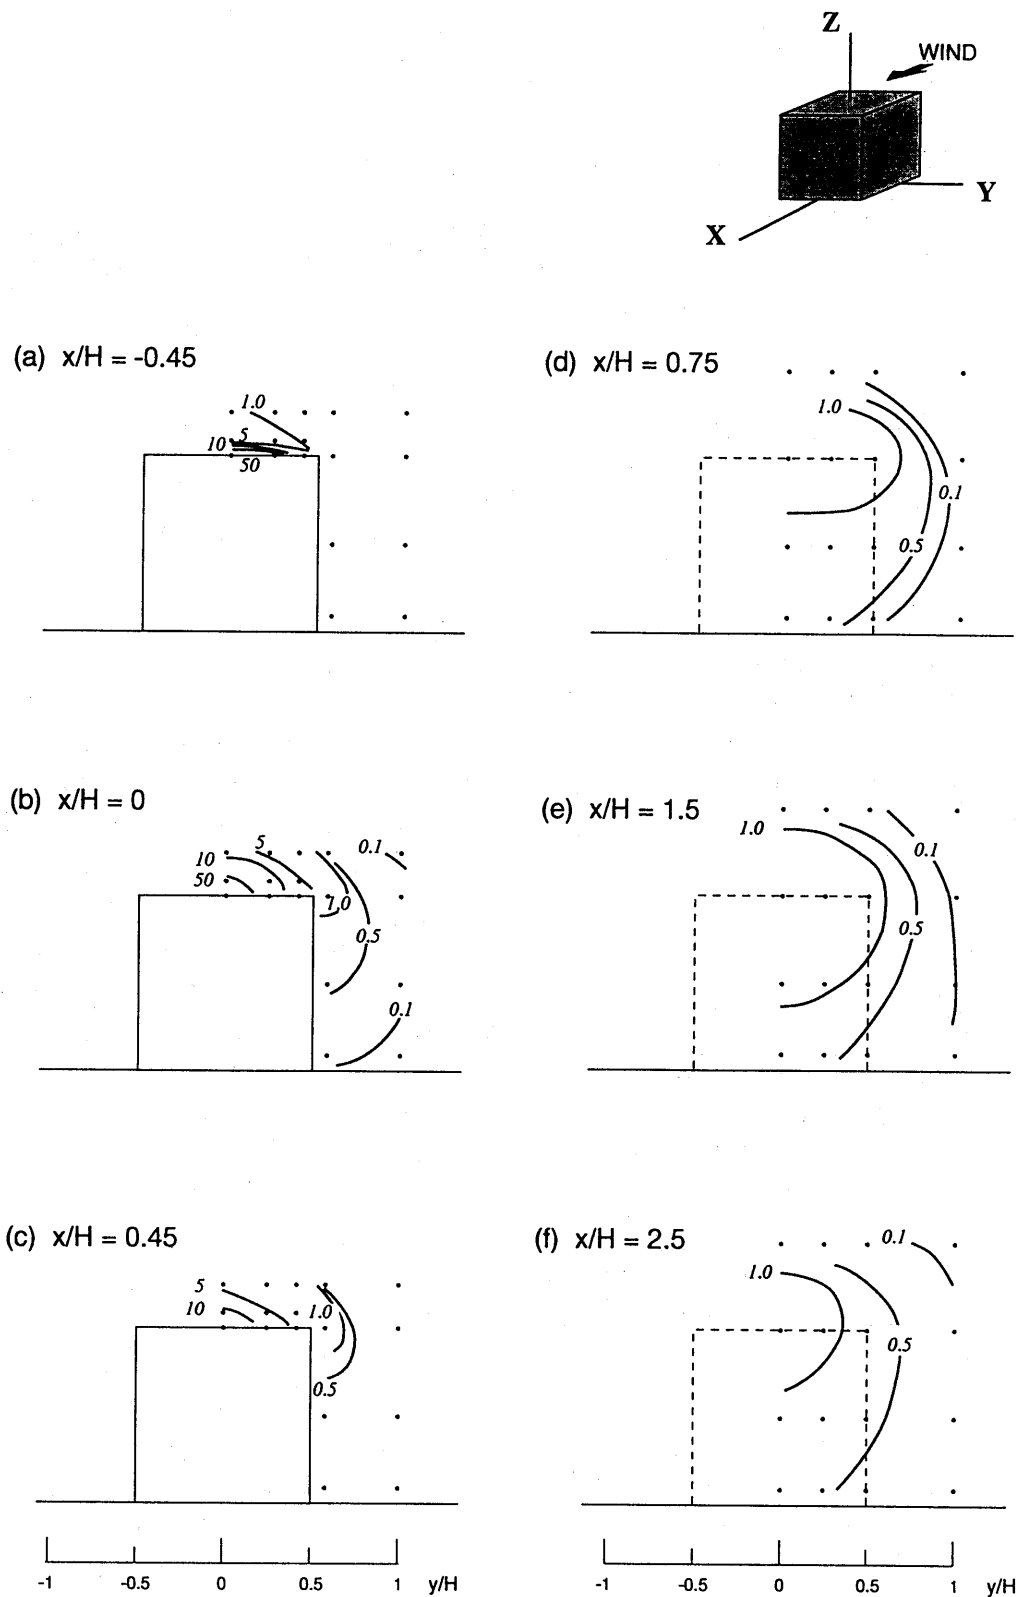 Z
WIND
Y
X
(a) x/H = -0.45
1.0
5
10
50
(d) x/H = 0.75
1.0
0.1
0.5
(b) x/H = 0
5
10
50
0.1
1.0
0.5
0.1
(e) x/H = 1.5
1.0
0.1
0.5
(c) x/H = 0.45
5
10
1.0
0.5
(f) x/H = 2.5
0.1
1.0
0.5
-1 -0.5 0 0.5 1 y/H
-1 -0.5 0 0.5 1 y/H